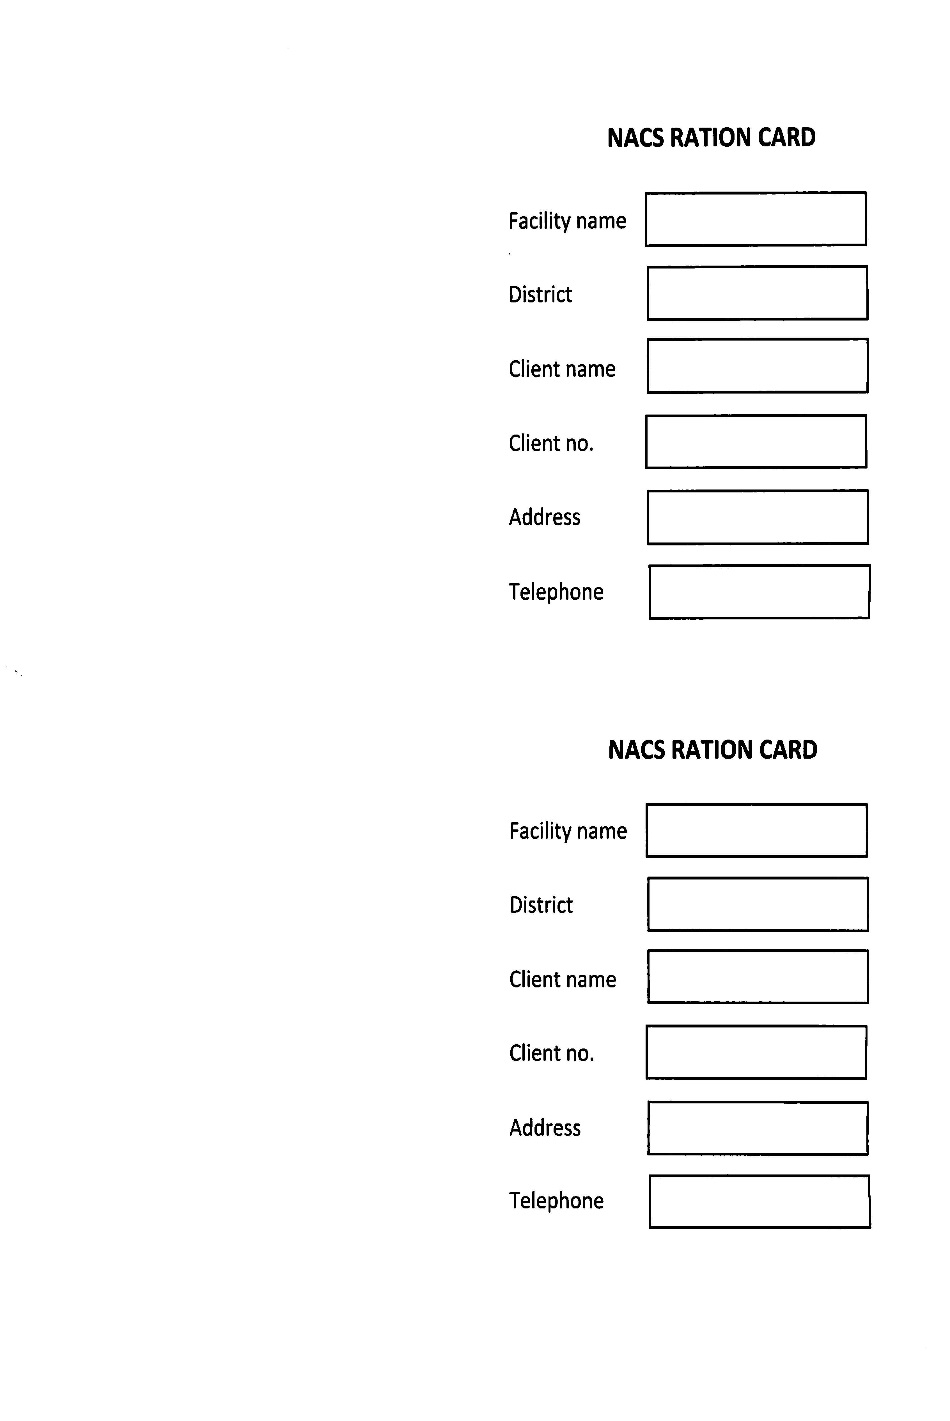 NACS RATION CARD
Facility name
District
Client name
Client no.
Address
Telephone
NACS RATION CARD
Facility name
District
Client name
Client no.
Address
Telephone